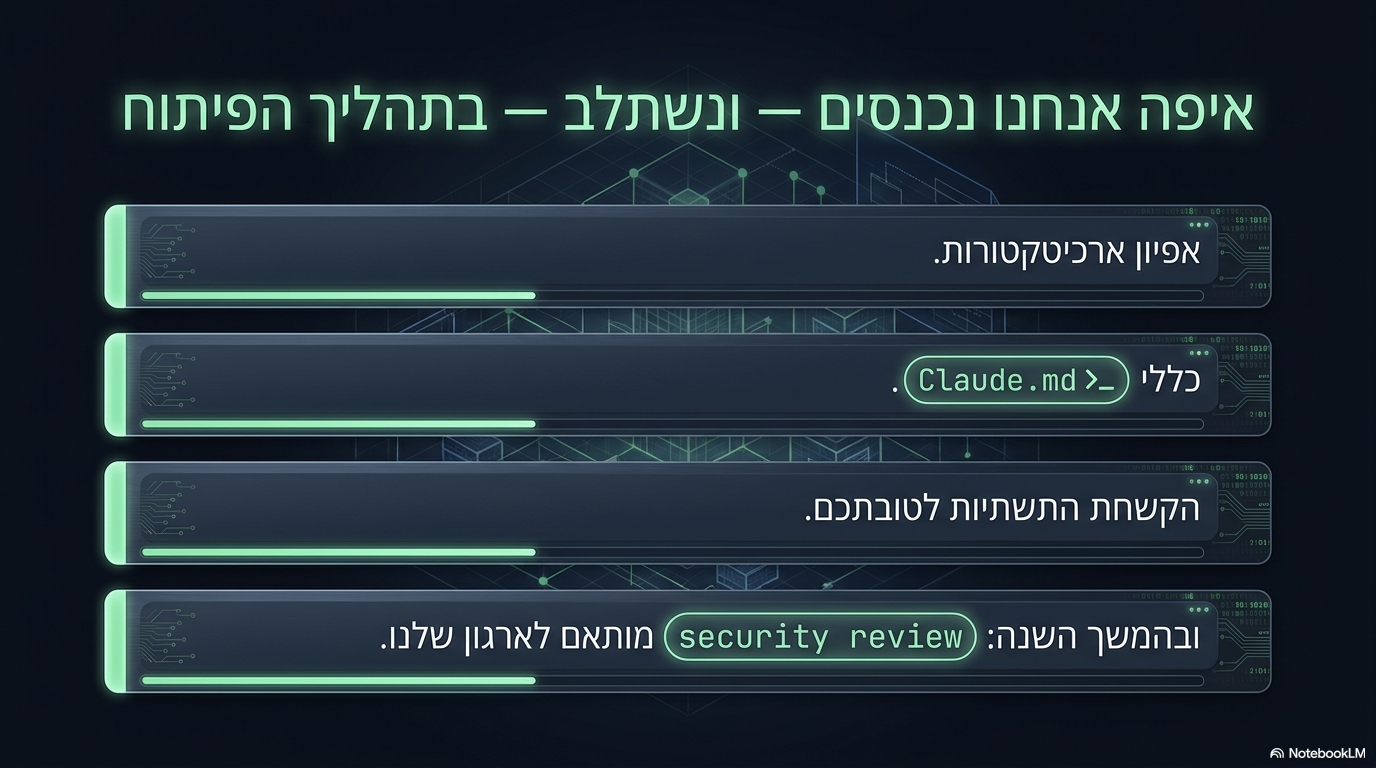 איפה אנחנו נכנסים — ונשתלב — בתהליך הפיתוח
אפיון ארכיטקטורות.
כללי Claude.md >_.
הקשחת התשתיות לטובתכם.
ובהמשך השנה: security review מותאם לארגון שלנו.
NotebookLM